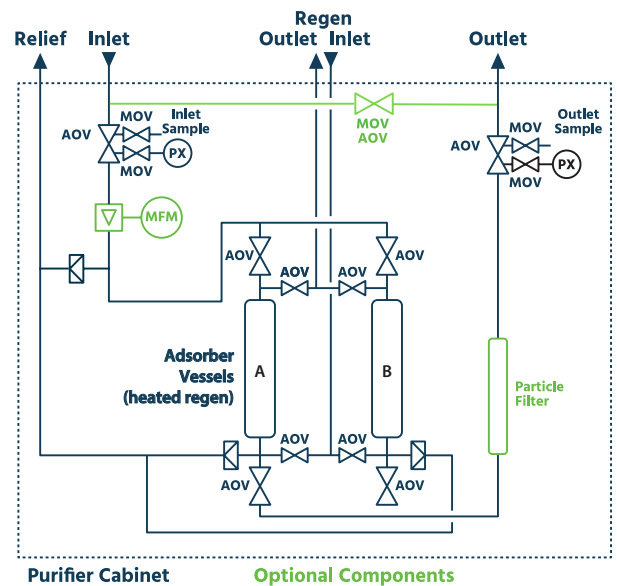 Regen
Relief Inlet Outlet Inlet Outlet
MOV Inlet
Sample
AOV
PX
MOV
MOV
AOV
MOV Outlet
Sample
AOV
PX
MOV
MFM
AOV AOV
AOV AOV
Adsorber
Vessels
(heated regen)
A B
Particle
Filter
AOV AOV
AOV AOV
Purifier Cabinet Optional Components